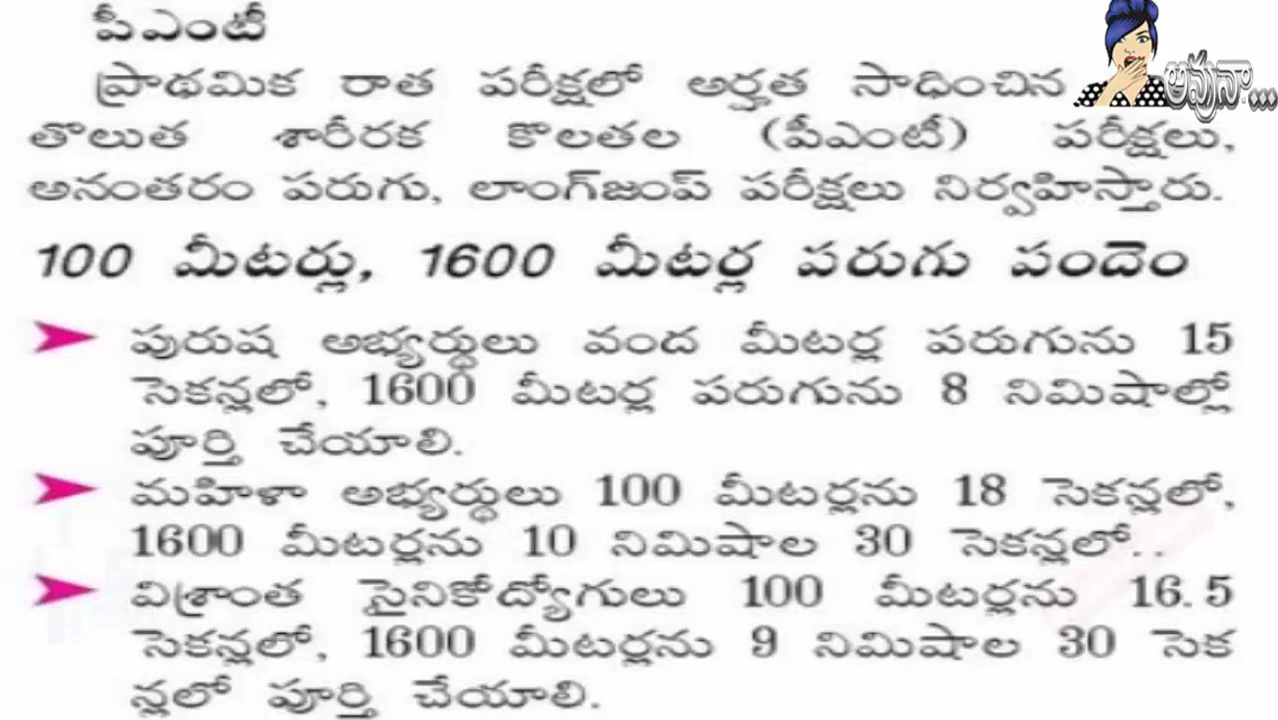 పీఎంటీ
ప్రాథమిక రాత పరీక్షలో అర్హత సాధించిన
అవునా...
తొలుత శారీరక కొలతల (పీఎంటీ) పరీక్షలు,
అనంతరం పరుగు, లాంగ్‌జంప్ పరీక్షలు నిర్వహిస్తారు.
100 మీటర్లు, 1600 మీటర్ల పరుగు పందెం
పురుష అభ్యర్థులు వంద మీటర్ల పరుగును 15
సెకన్లలో, 1600 మీటర్ల పరుగును 8 నిమిషాల్లో
పూర్తి చేయాలి.
మహిళా అభ్యర్థులు 100 మీటర్లను 18 సెకన్లలో,
1600 మీటర్లను 10 నిమిషాల 30 సెకన్లలో..
విశ్రాంత సైనికోద్యోగులు 100 మీటర్లను 16.5
సెకన్లలో, 1600 మీటర్లను 9 నిమిషాల 30 సెక
న్లలో పూర్తి చేయాలి.